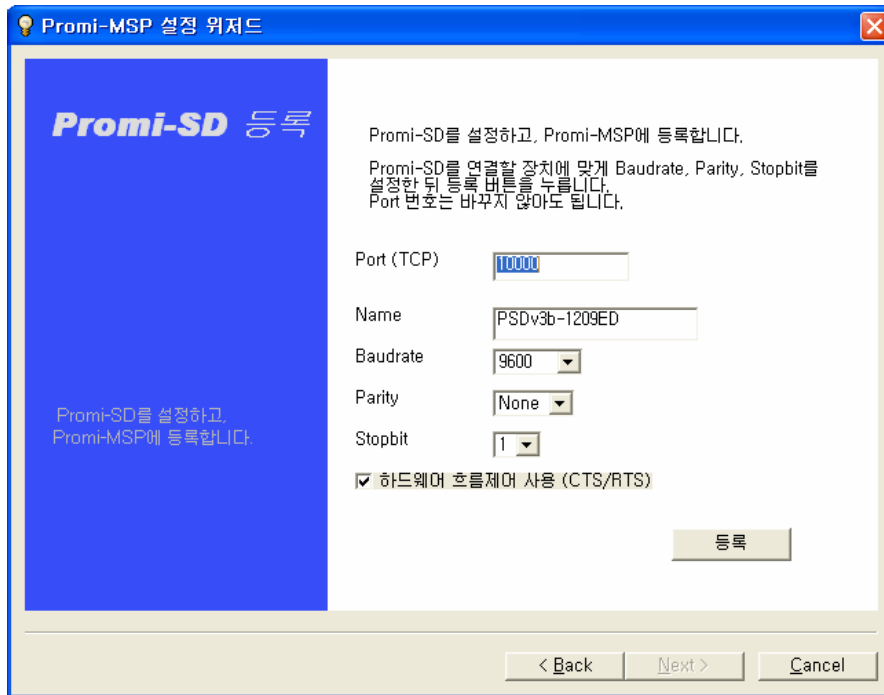 Promi-MSP 설정 위저드
Promi-SD 등록
Promi-SD를 설정하고, Promi-MSP에 등록합니다.
Promi-SD를 연결할 장치에 맞게 Baudrate, Parity, Stopbit를
설정한 뒤 등록 버튼을 누릅니다.
Port 번호는 바꾸지 않아도 됩니다.
Port (TCP)
10000
Name
PSDv3b-1209ED
Baudrate
9600
Parity
None
Stopbit
1
하드웨어 흐름제어 사용 (CTS/RTS)
Promi-SD를 설정하고,
Promi-MSP에 등록합니다.
등록
< Back
Next >
Cancel